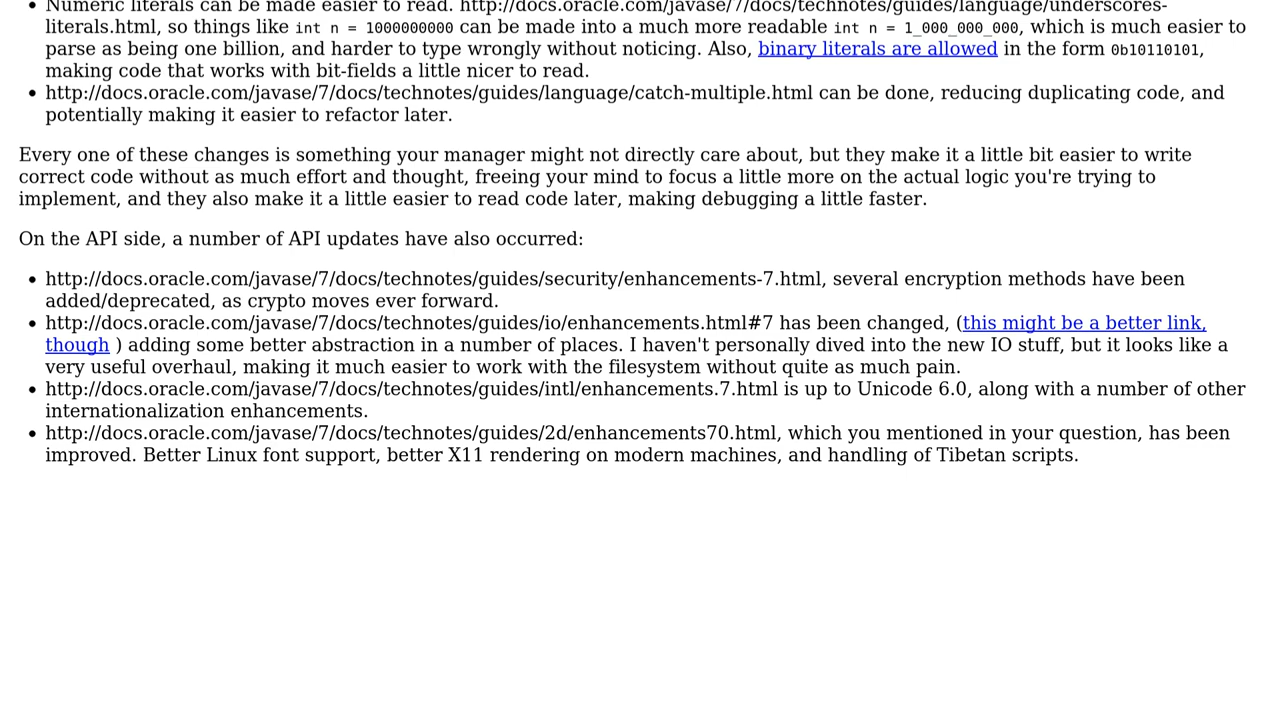 Numeric literals can be made easier to read. http://docs.oracle.com/javase/7/docs/technotes/guides/language/underscores-
literals.html, so things like int n = 1000000000 can be made into a much more readable int n = 1_000_000_000, which is much easier to
parse as being one billion, and harder to type wrongly without noticing. Also, binary literals are allowed in the form 0b10110101,
making code that works with bit-fields a little nicer to read.
http://docs.oracle.com/javase/7/docs/technotes/guides/language/catch-multiple.html can be done, reducing duplicating code, and
potentially making it easier to refactor later.
Every one of these changes is something your manager might not directly care about, but they make it a little bit easier to write
correct code without as much effort and thought, freeing your mind to focus a little more on the actual logic you're trying to
implement, and they also make it a little easier to read code later, making debugging a little faster.
On the API side, a number of API updates have also occurred:
http://docs.oracle.com/javase/7/docs/technotes/guides/security/enhancements-7.html, several encryption methods have been
added/deprecated, as crypto moves ever forward.
http://docs.oracle.com/javase/7/docs/technotes/guides/io/enhancements.html#7 has been changed, (this might be a better link,
though ) adding some better abstraction in a number of places. I haven't personally dived into the new IO stuff, but it looks like a
very useful overhaul, making it much easier to work with the filesystem without quite as much pain.
http://docs.oracle.com/javase/7/docs/technotes/guides/intl/enhancements.7.html is up to Unicode 6.0, along with a number of other
internationalization enhancements.
http://docs.oracle.com/javase/7/docs/technotes/guides/2d/enhancements70.html, which you mentioned in your question, has been
improved. Better Linux font support, better X11 rendering on modern machines, and handling of Tibetan scripts.